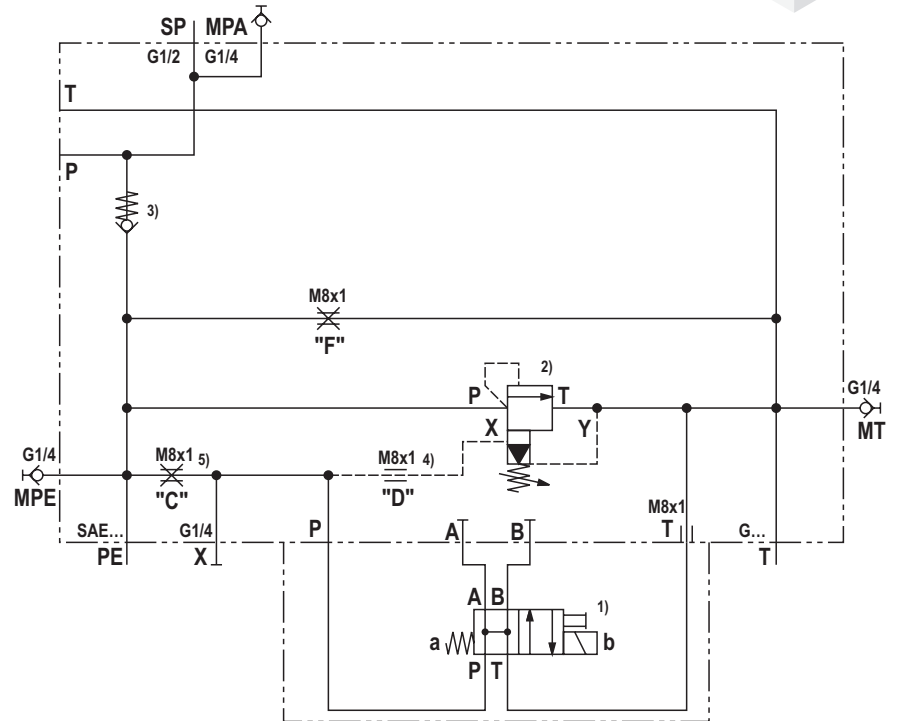 SP MPA
G1/2 G1/4
T
P
3)
M8x1
"F"
2)
P T
G1/4
X Y
MT
G1/4 M8x1 5) M8x1 4)
MPE "C" "D"
M8x1
SAE... G1/4 P A B T G...
PE X T
A B 1)
a b
P T